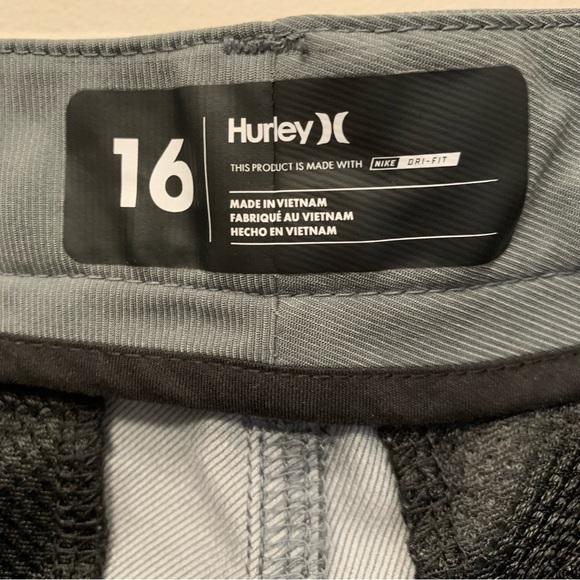 16
Hurley
THIS PRODUCT IS MADE WITH NIKE DRI-FIT
MADE IN VIETNAM
FABRIQUÉ AU VIETNAM
HECHO EN VIETNAM